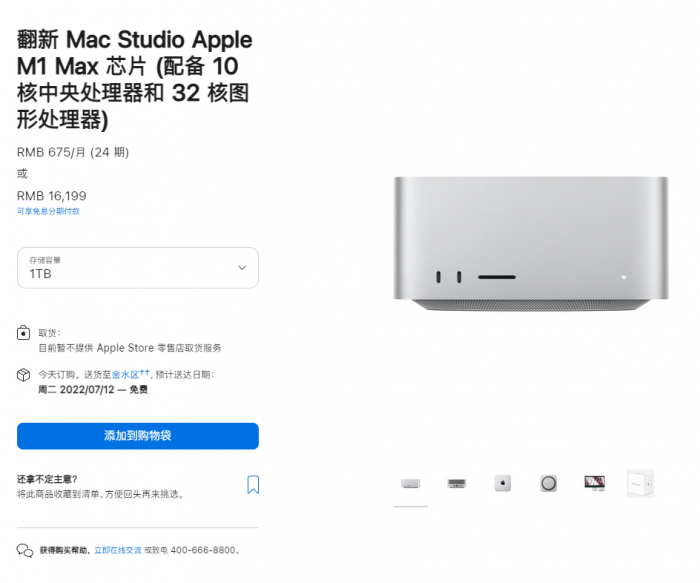 翻新 Mac Studio Apple
M1 Max 芯片 (配备 10
核中央处理器和 32 核图
形处理器)
RMB 675/月 (24 期)
或
RMB 16,199
可享免息分期付款
存储容量
1TB
取货：
目前暂不提供 Apple Store 零售店取货服务
今天订购。送货至金水区††，预计送达日期：
周二 2022/07/12 — 免费
添加到购物袋
还拿不定主意？
将此商品收藏到清单，方便回头再来挑选。
获得购买帮助，立即在线交流 或致电 400-666-8800。